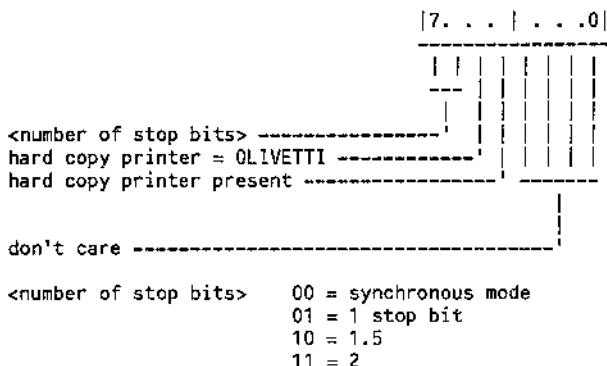 |7. . . | . . .0|
<number of stop bits>
hard copy printer = OLIVETTI
hard copy printer present
don't care
<number of stop bits> 00 = synchronous mode
01 = 1 stop bit
10 = 1.5
11 = 2